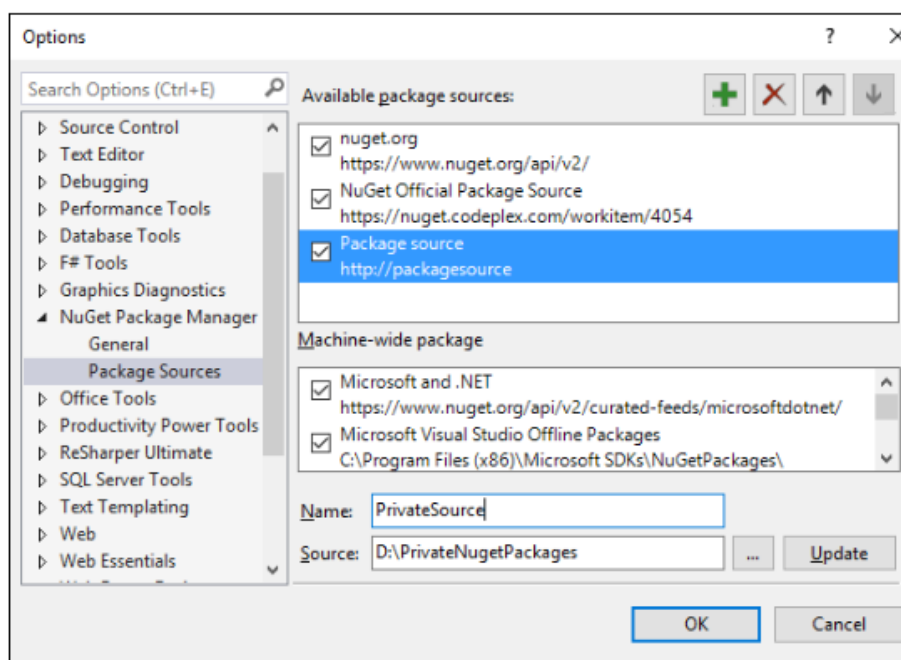 Options
?
Search Options (Ctrl+E)
Source Control
Text Editor
Debugging
Performance Tools
Database Tools
F# Tools
Graphics Diagnostics
NuGet Package Manager
General
Package Sources
Office Tools
Productivity Power Tools
ReSharper Ultimate
SQL Server Tools
Text Templating
Web
Web Essentials
Available package sources:
nuget.org
https://www.nuget.org/api/v2/
NuGet Official Package Source
https://nuget.codeplex.com/workitem/4054
Package source
http://packagesource
Machine-wide package
Microsoft and .NET
https://www.nuget.org/api/v2/curated-feeds/microsoftdotnet/
Microsoft Visual Studio Offline Packages
C:\Program Files (x86)\Microsoft SDKs\NuGetPackages\
Name: PrivateSource
Source: D:\PrivateNugetPackages ... Update
OK Cancel